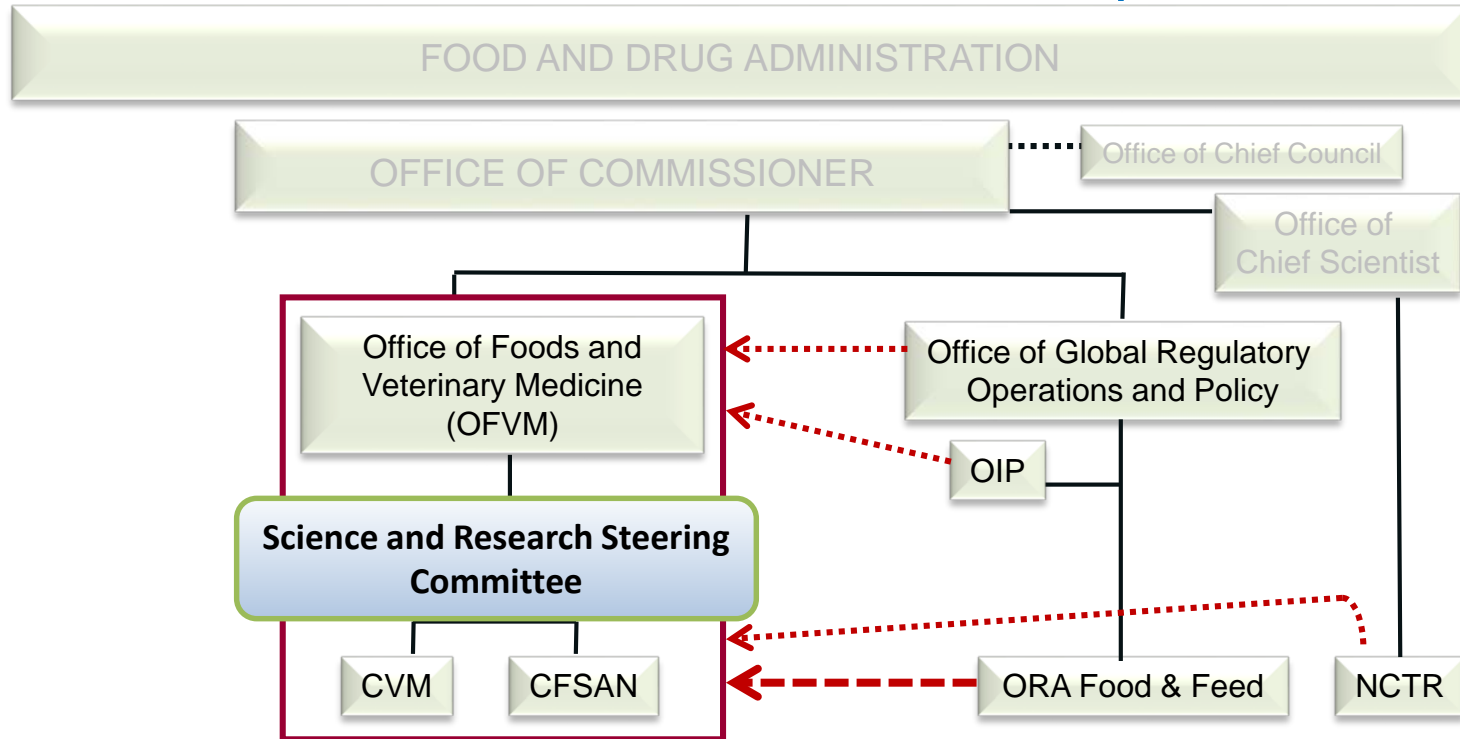 FOOD AND DRUG ADMINISTRATION
OFFICE OF COMMISSIONER
Office of Chief Council
Office of
Chief Scientist
Office of Foods and
Veterinary Medicine
(OFVM)
Office of Global Regulatory
Operations and Policy
OIP
Science and Research Steering
Committee
CVM
CFSAN
ORA Food & Feed
NCTR